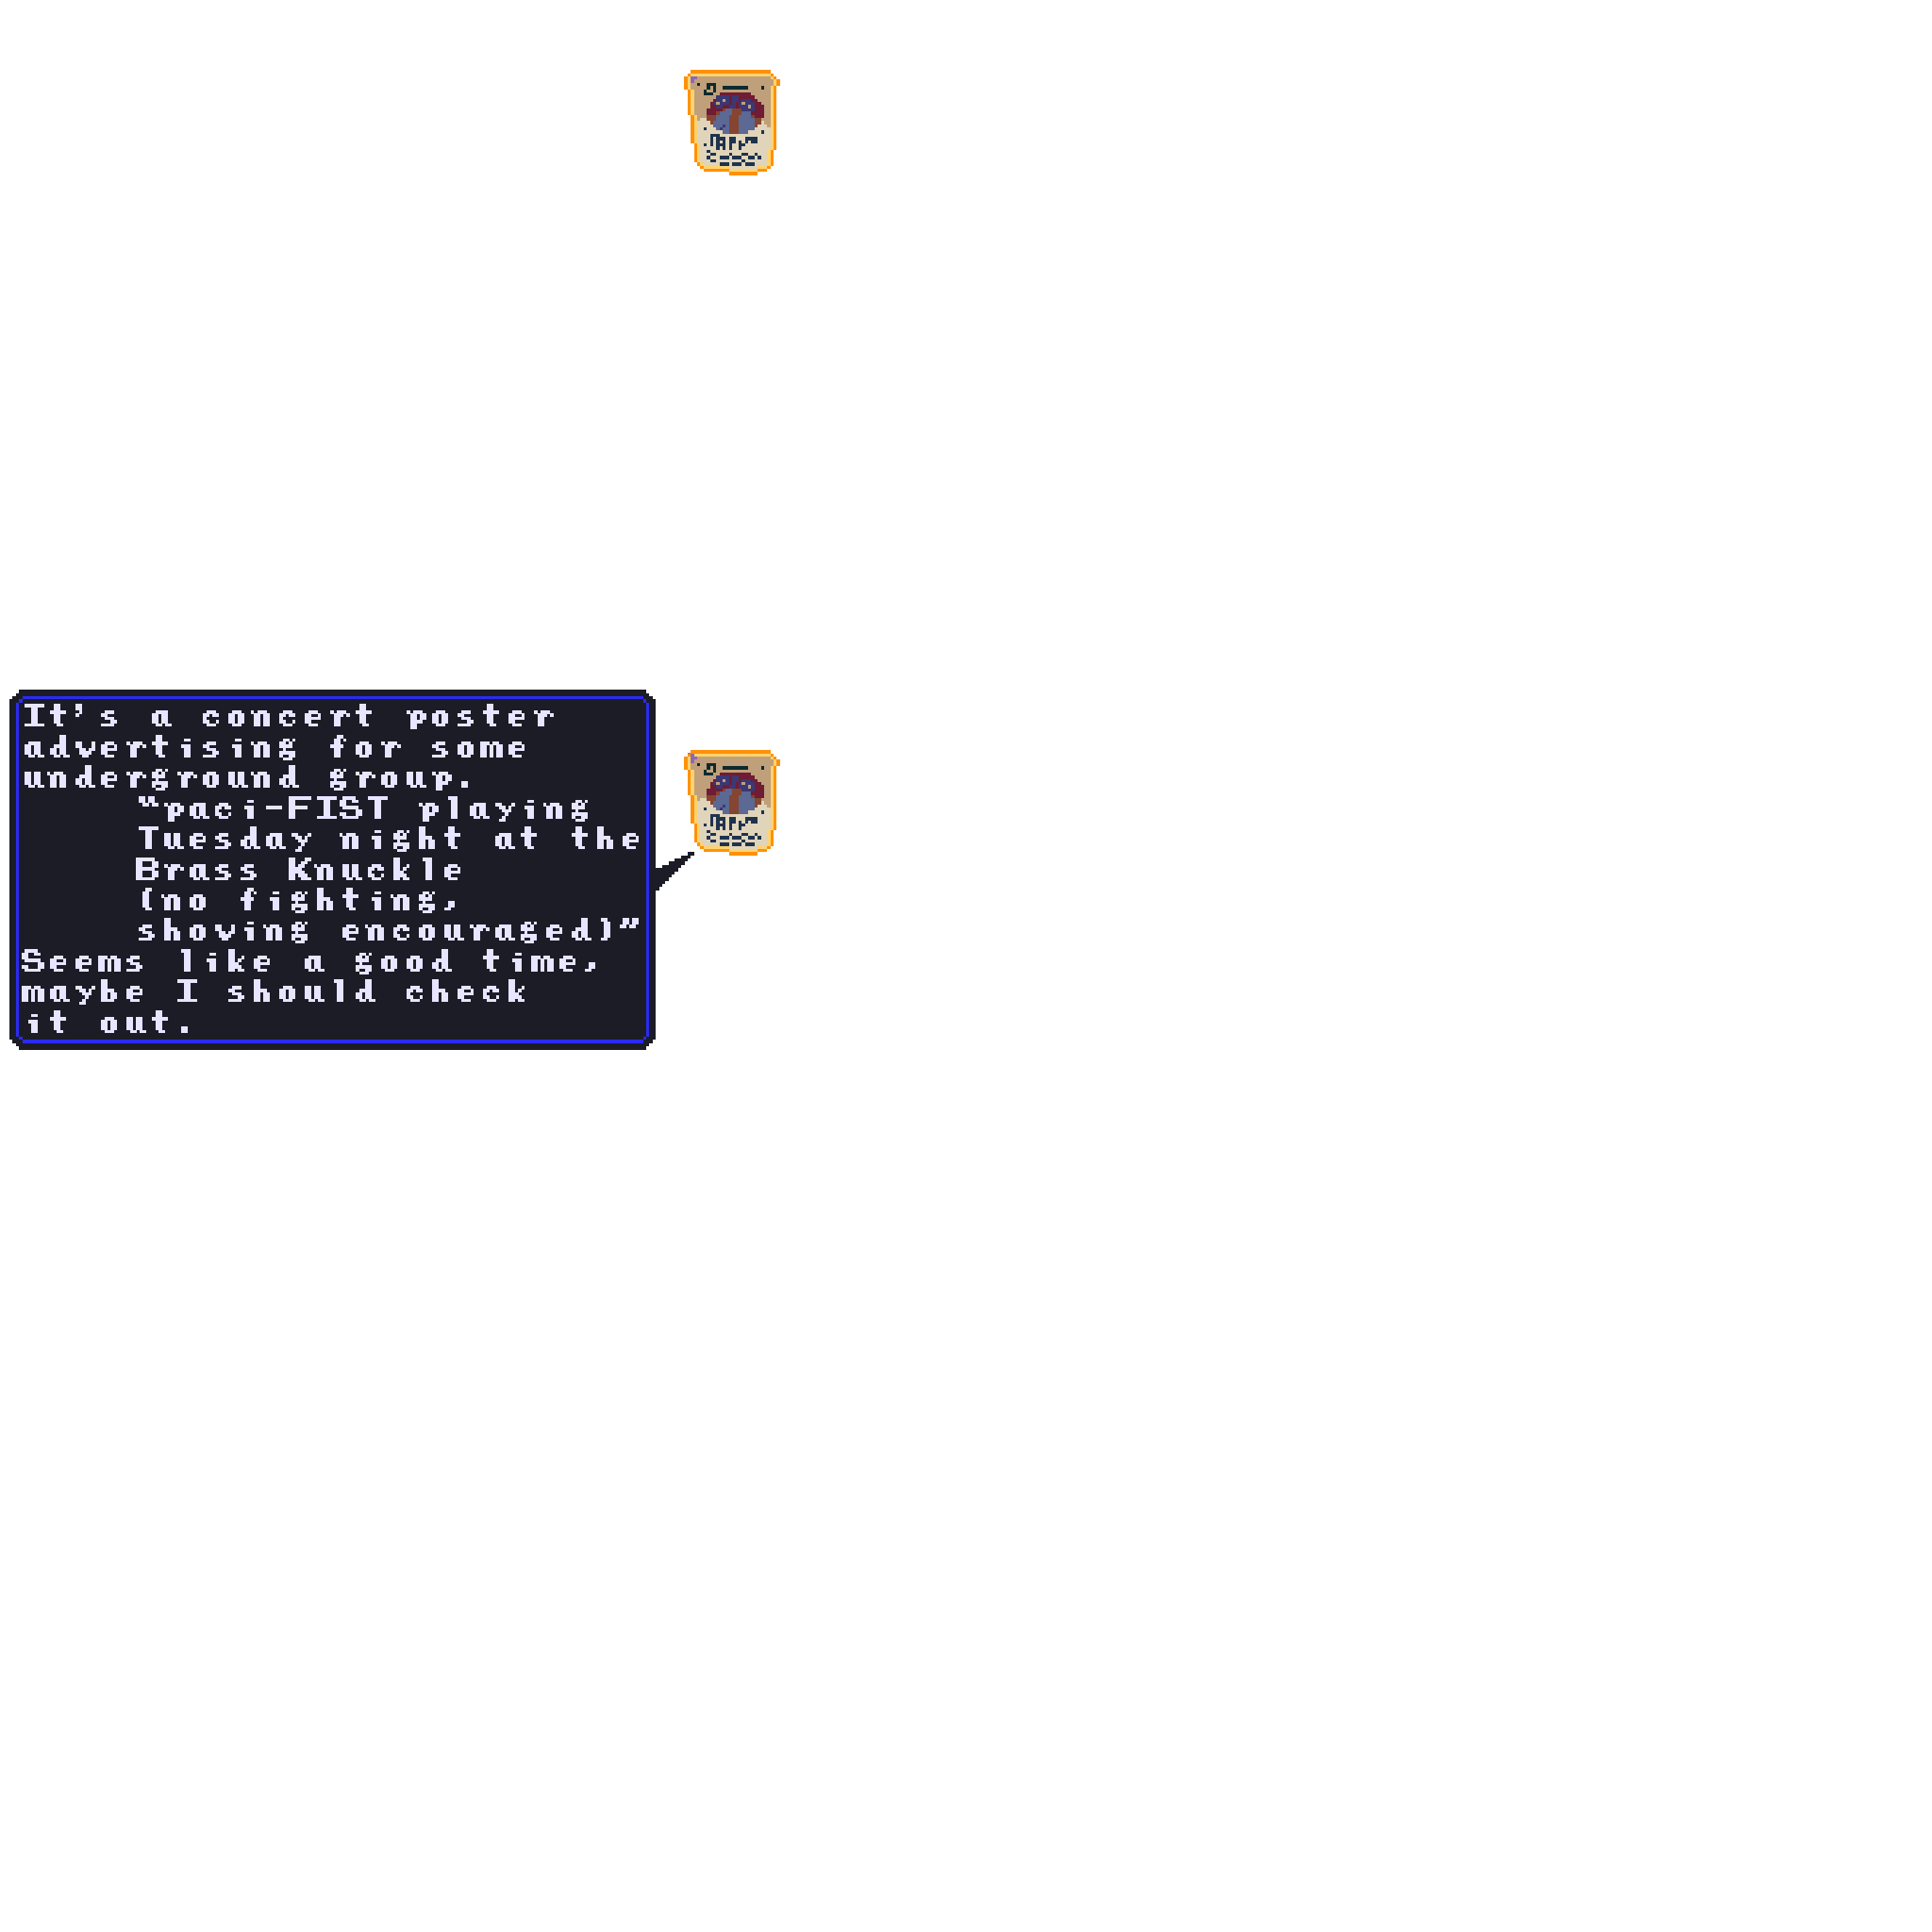 It's a concert poster
advertising for some
underground group.
"paci-FIST playing
Tuesday night at the
Brass Knuckle
(no fighting,
shoving encouraged)"
Seems like a good time,
maybe I should check
it out.